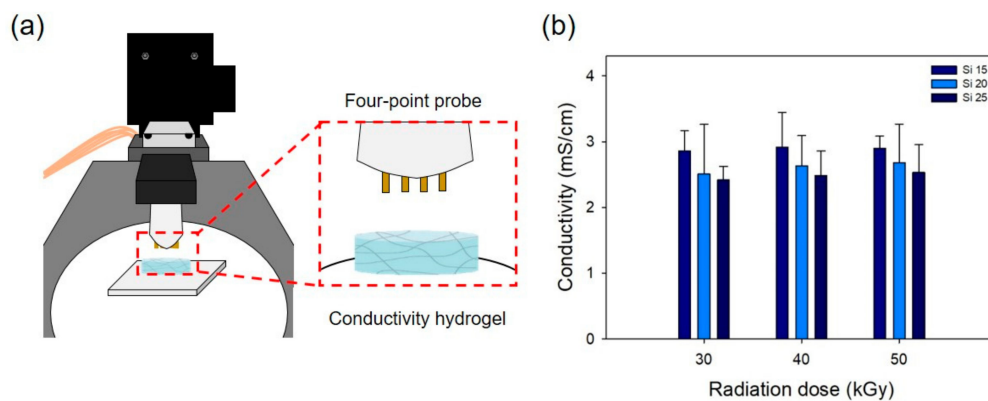 (a)
Four-point probe
Conductivity hydrogel
(b)
Conductivity (mS/cm)
4
3
2
1
0
Si 15
Si 20
Si 25
30 40 50
Radiation dose (kGy)